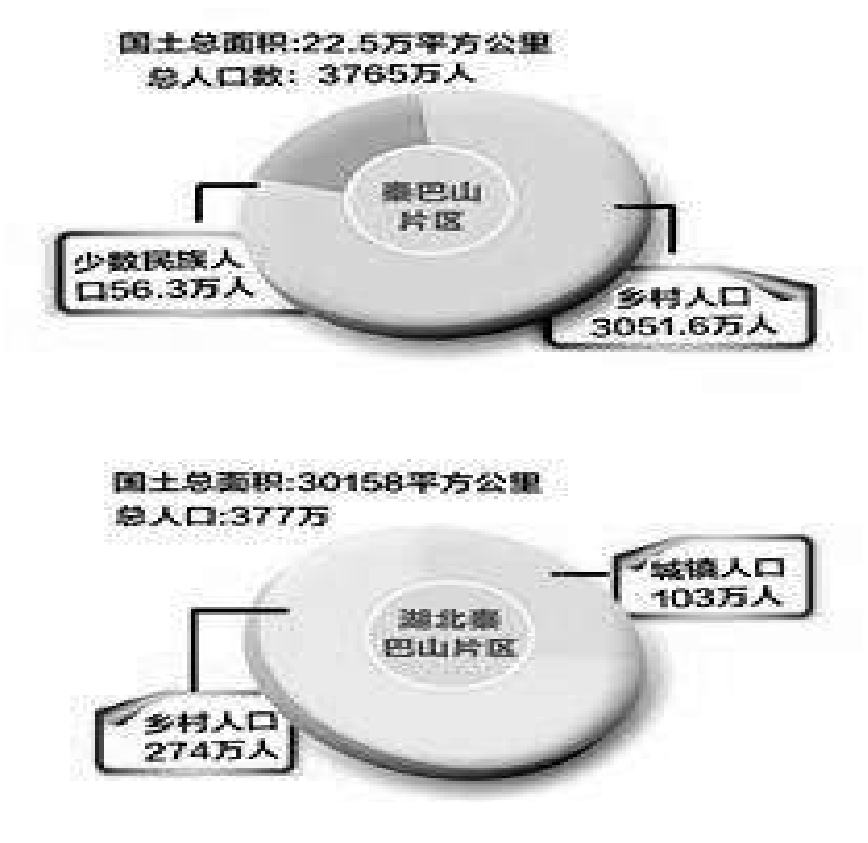 国土总面积:22.5万平方公里
总人口数: 3765万人
秦巴山
片区
少数民族人
口56.3万人
乡村人口
3051.6万人
国土总面积:30158平方公里
总人口:377万
城镇人口
103万人
湖北秦
巴山片区
乡村人口
274万人